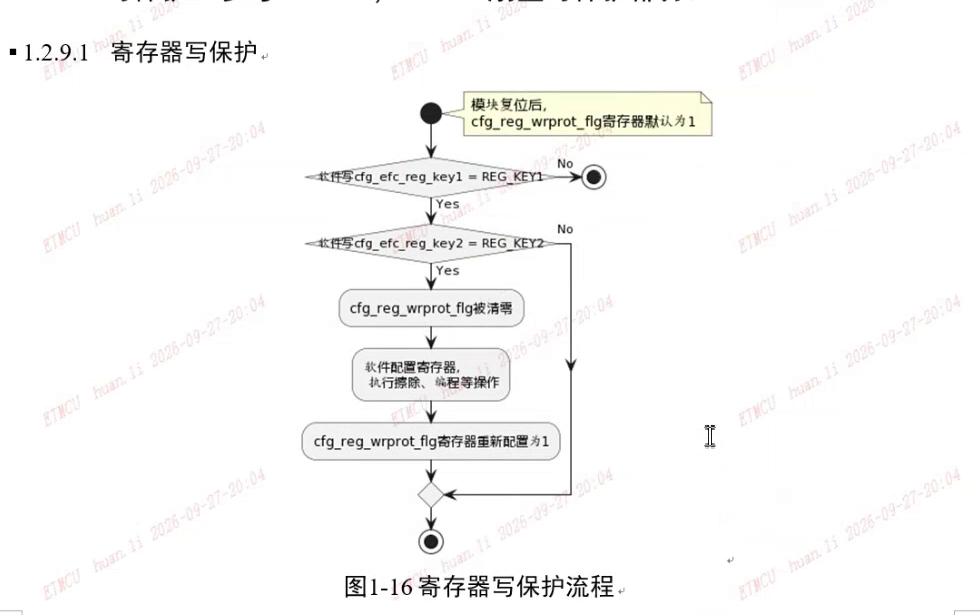 1.2.9.1 寄存器写保护
模块复位后，
cfg_reg_wrprot_flg寄存器默认为1
软件写cfg_efc_reg_key1 = REG_KEY1
No
Yes
软件写cfg_efc_reg_key2 = REG_KEY2
No
Yes
cfg_reg_wrprot_flg被清零
软件配置寄存器，
执行擦除、编程等操作
cfg_reg_wrprot_flg寄存器重新配置为1
图1-16 寄存器写保护流程
ETMCU huan.li 2026-09-27-20:04